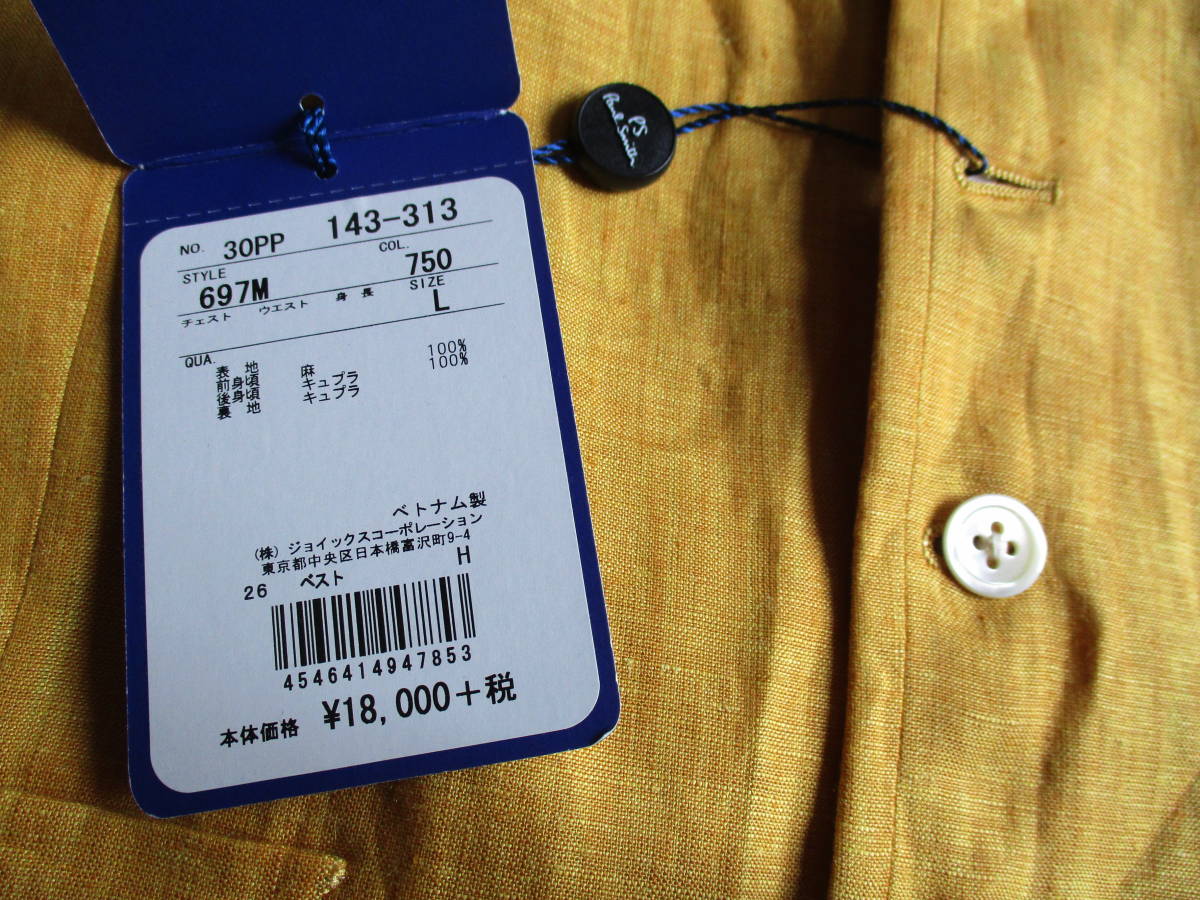 PS
Paul Smith
NO. 30PP 143-313
STYLE COL.
697M 750
チェスト ウエスト 身長 SIZE
L
QUA.
表地 麻 100%
前身頃 キュプラ 100%
後身頃 キュプラ
裏地
ベトナム製
(株) ジョイックスコーポレーション
東京都中央区日本橋富沢町9-4
26 ベスト H
4546414947853
本体価格 ¥18,000+税